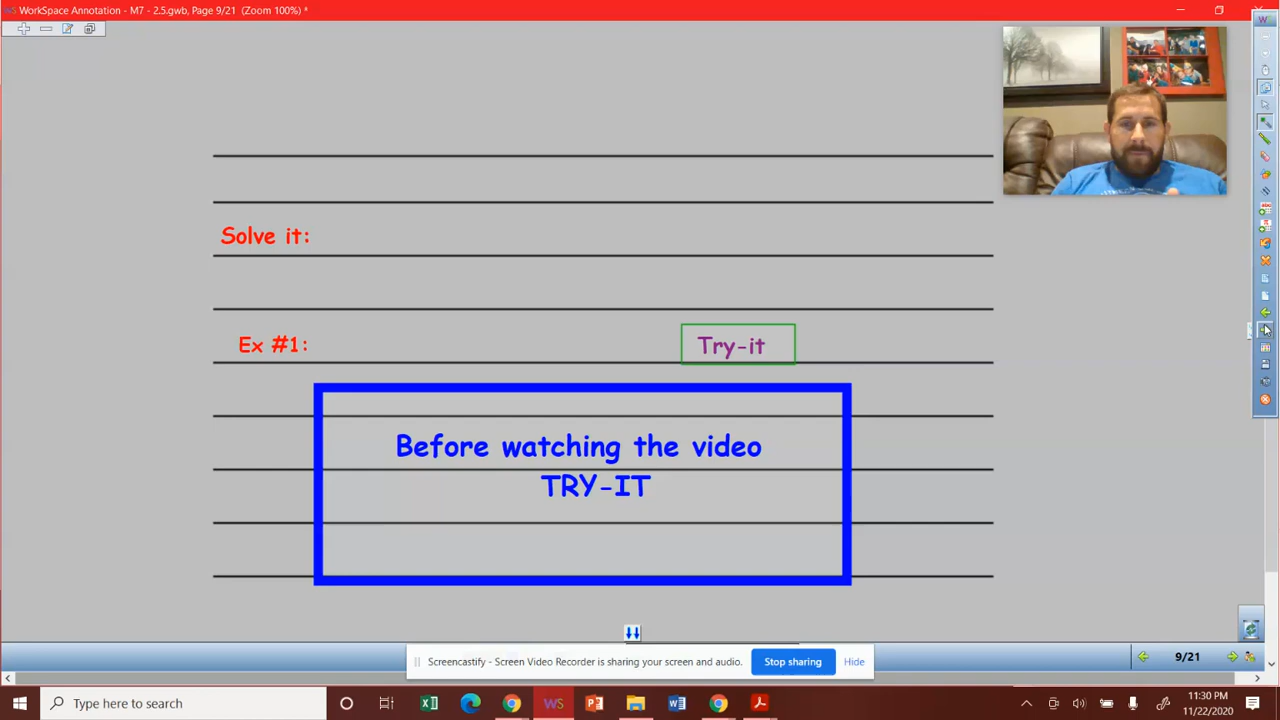 WorkSpace Annotation - M7 - 2.5.gwb, Page 9/21 (Zoom 100%) *
Solve it:
Ex #1:
Try-it
Before watching the video
TRY-IT
9/21
Screencastify - Screen Video Recorder is sharing your screen and audio.
Stop sharing
Hide
Type here to search
11:30 PM
11/22/2020